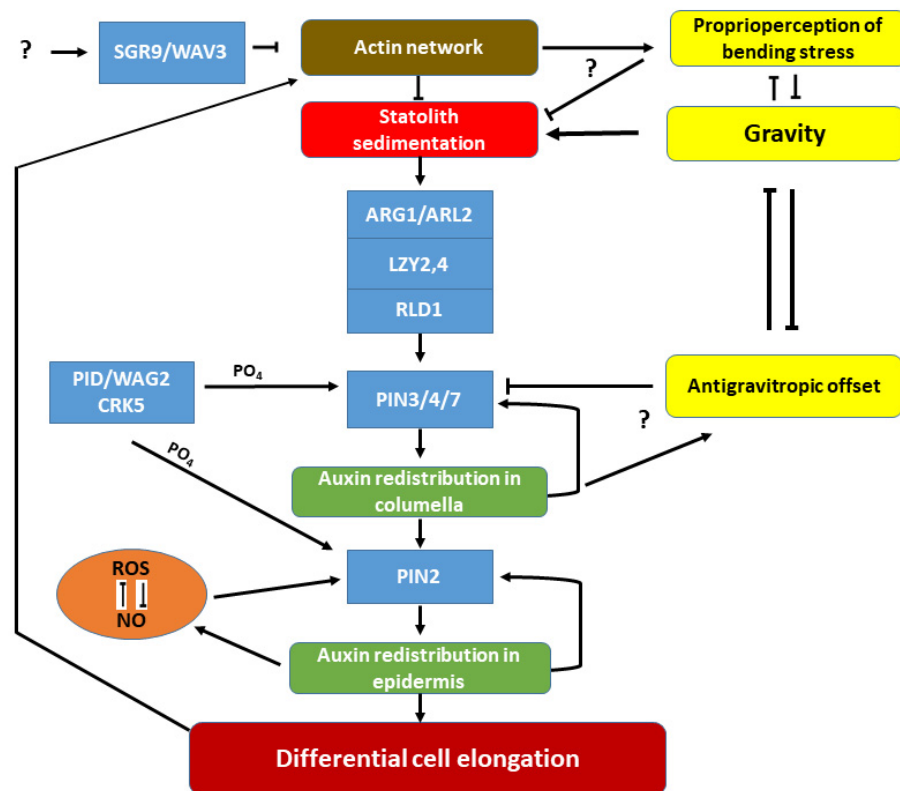 ?
SGR9/WAV3
Actin network
?
Proprioperception of
bending stress
Statolith
sedimentation
Gravity
ARG1/ARL2
LZY2,4
RLD1
PID/WAG2
CRK5
PO4
PIN3/4/7
Antigravitropic offset
?
PO4
Auxin redistribution in
columella
ROS
NO
PIN2
Auxin redistribution in
epidermis
Differential cell elongation